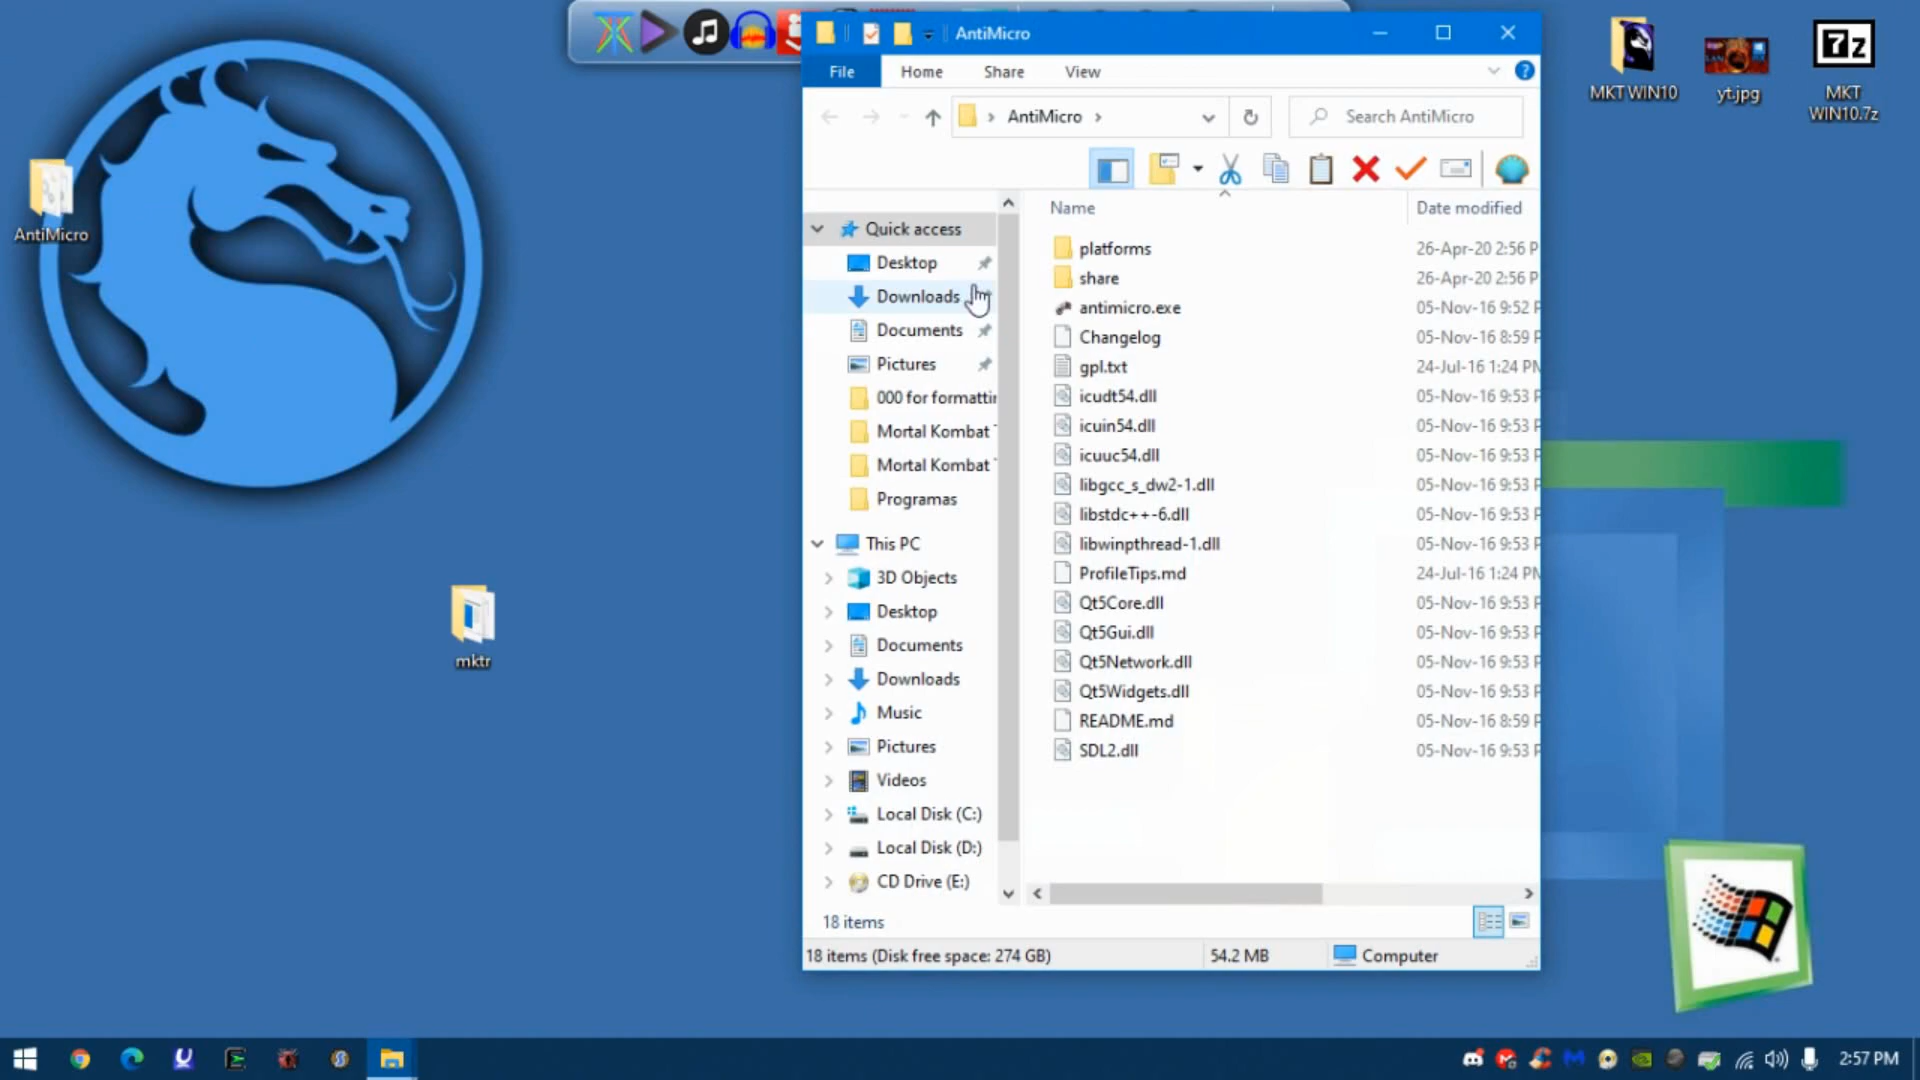 AntiMicro
File
Home
Share
View
AntiMicro
Search AntiMicro
Name
Date modified
Quick access
Desktop
Downloads
Documents
Pictures
000 for formattin
Mortal Kombat
Mortal Kombat
Programas
This PC
3D Objects
Desktop
Documents
Downloads
Music
Pictures
Videos
Local Disk (C:)
Local Disk (D:)
CD Drive (E:)
platforms 26-Apr-20 2:56 P
share 26-Apr-20 2:56 P
antimicro.exe 05-Nov-16 9:52 P
Changelog 05-Nov-16 8:59 P
gpl.txt 24-Jul-16 1:24 PM
icudt54.dll 05-Nov-16 9:53 P
icuin54.dll 05-Nov-16 9:53 P
icuuc54.dll 05-Nov-16 9:53 P
libgcc_s_dw2-1.dll 05-Nov-16 9:53 P
libstdc++-6.dll 05-Nov-16 9:53 P
libwinpthread-1.dll 05-Nov-16 9:53 P
ProfileTips.md 24-Jul-16 1:24 PM
Qt5Core.dll 05-Nov-16 9:53 P
Qt5Gui.dll 05-Nov-16 9:53 P
Qt5Network.dll 05-Nov-16 9:53 P
Qt5Widgets.dll 05-Nov-16 9:53 P
README.md 05-Nov-16 8:59 P
SDL2.dll 05-Nov-16 9:53 P
18 items
18 items (Disk free space: 274 GB)
54.2 MB
Computer
AntiMicro
mktr
MKT WIN10
yt.jpg
7z
MKT
WIN10.7z
2:57 PM